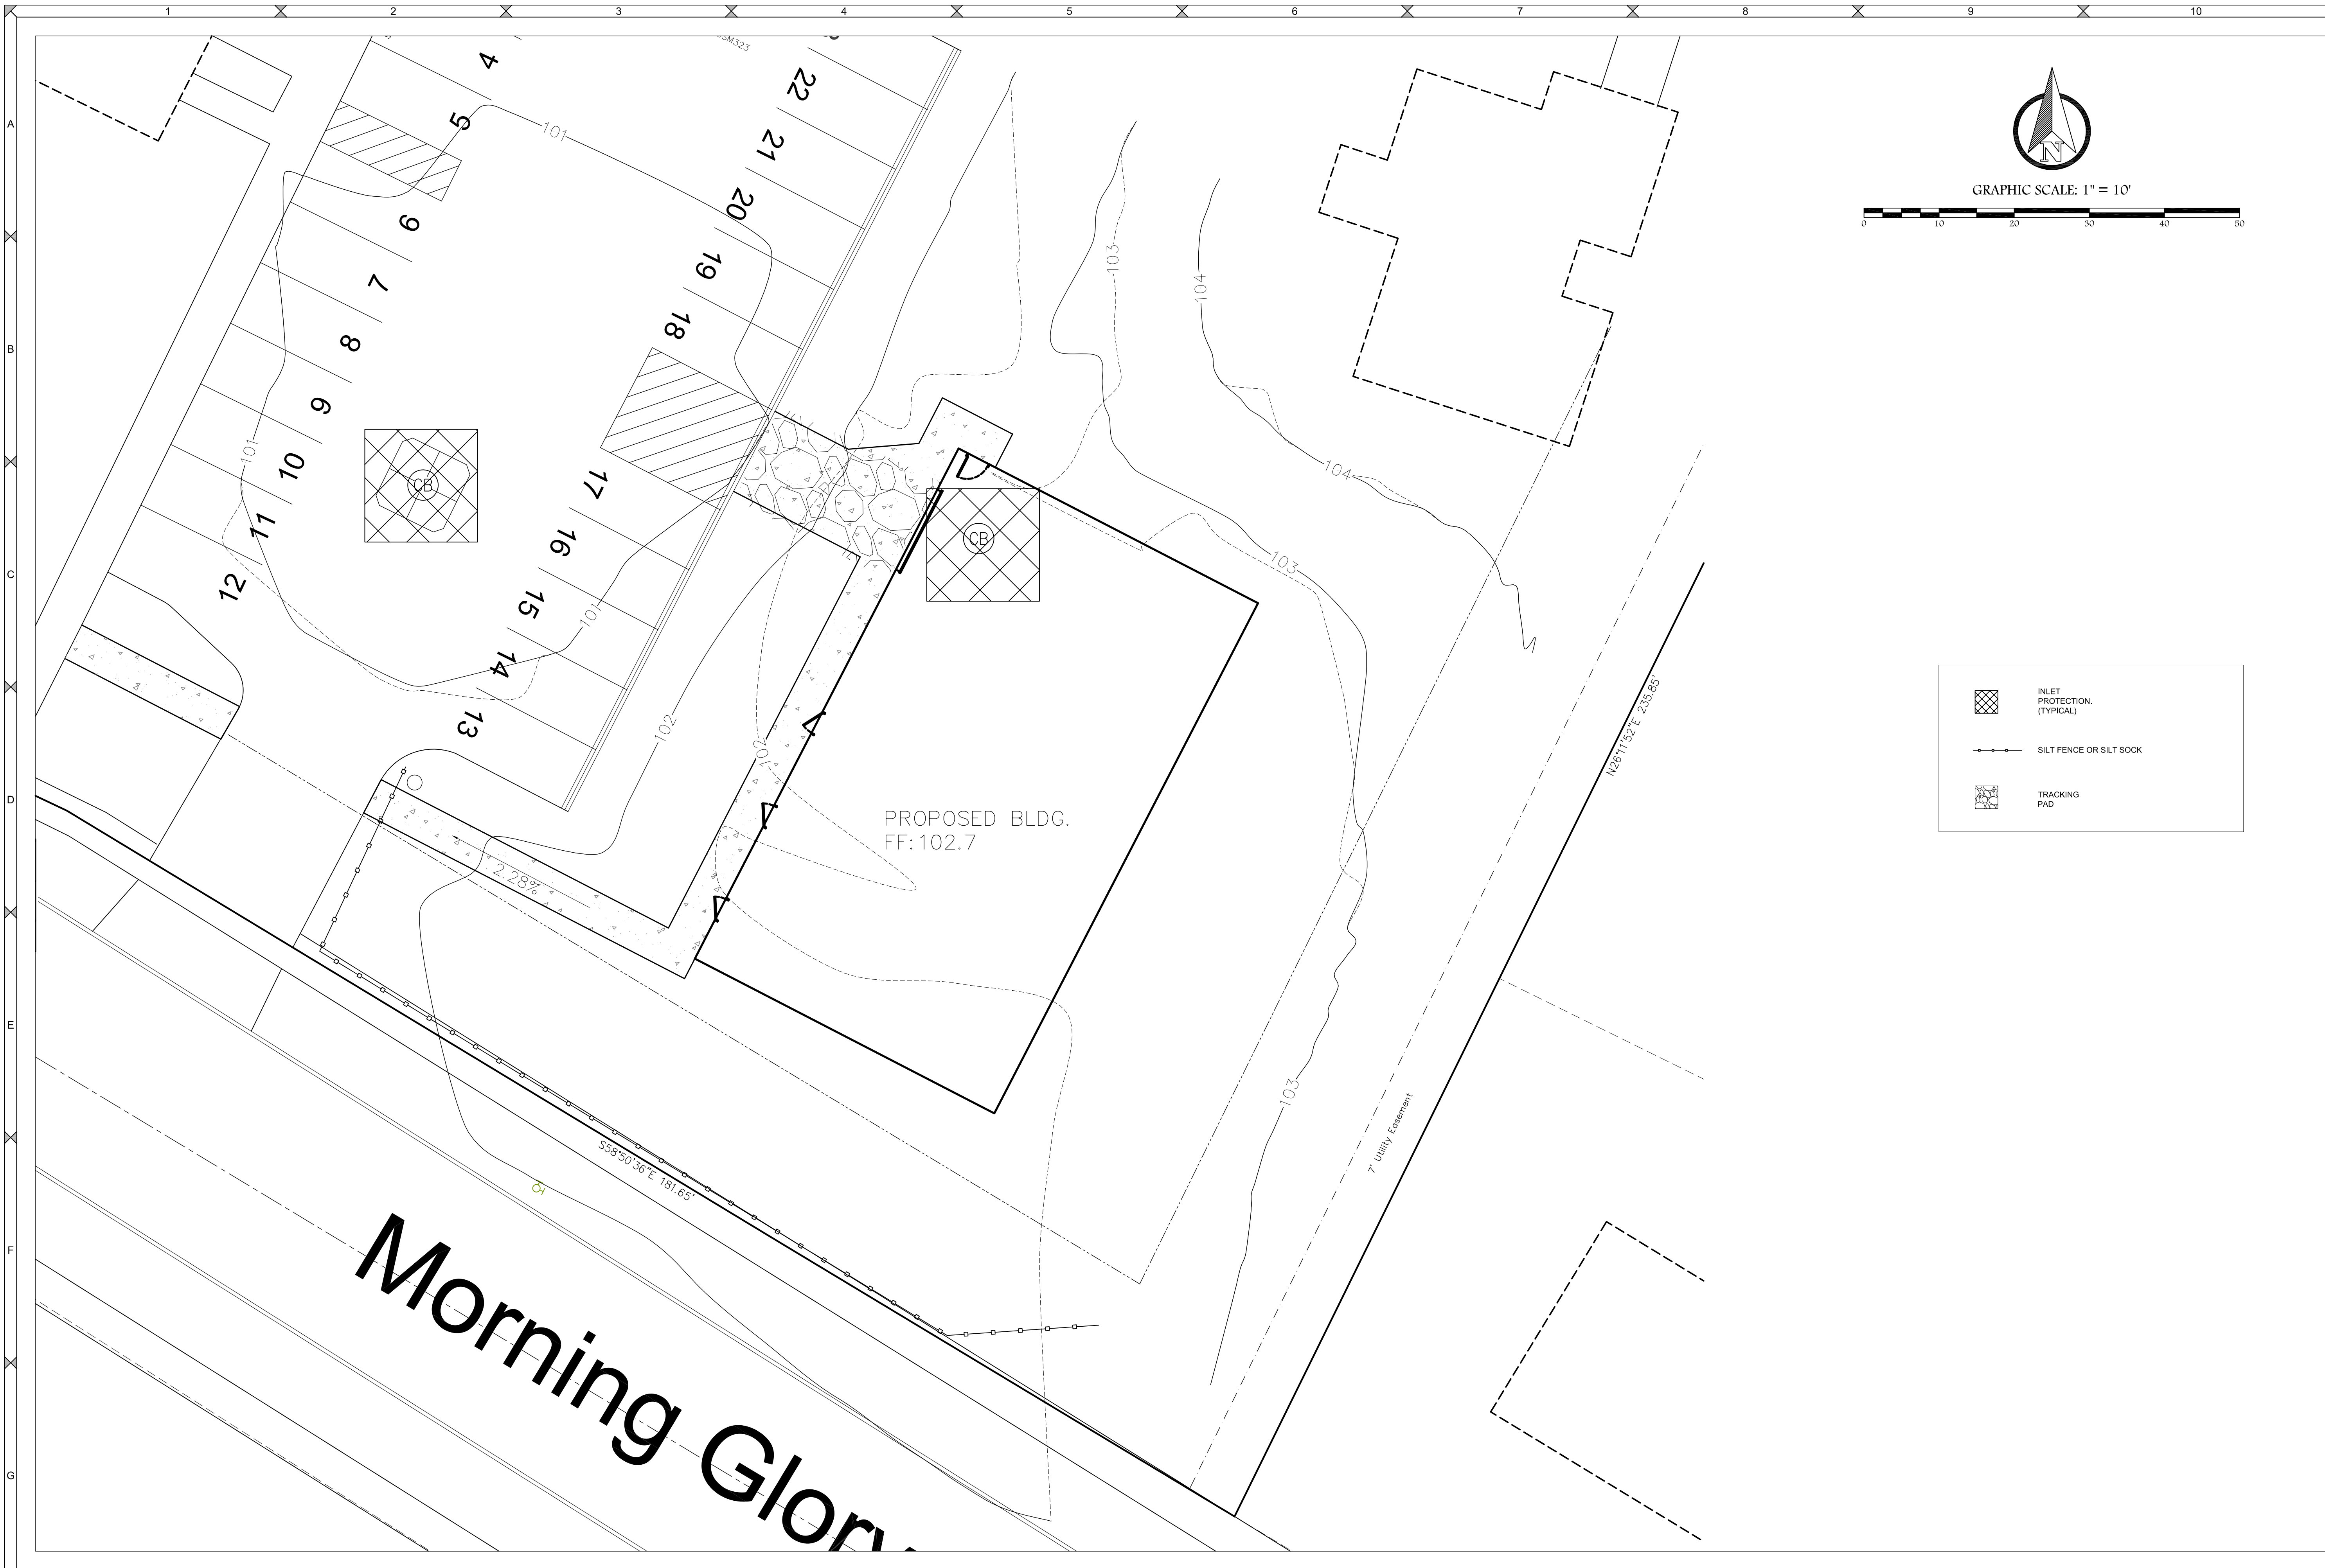 1 2 3 4 5 6 7 8 9 10
A
B
C
D
E
F
G
4
5
6
7
8
9
10
11
12
22
21
20
19
18
17
16
15
14
13
101
101
101
102
102
103
103
103
104
104
CB
CB
2.28%
PROPOSED BLDG.
FF:102.7
N26°11'52"E 235.85'
7' Utility Easement
S58°50'36"E 181.65'
Morning Glory
N
GRAPHIC SCALE: 1" = 10'
0 10 20 30 40 50
INLET
PROTECTION.
(TYPICAL)
SILT FENCE OR SILT SOCK
TRACKING
PAD